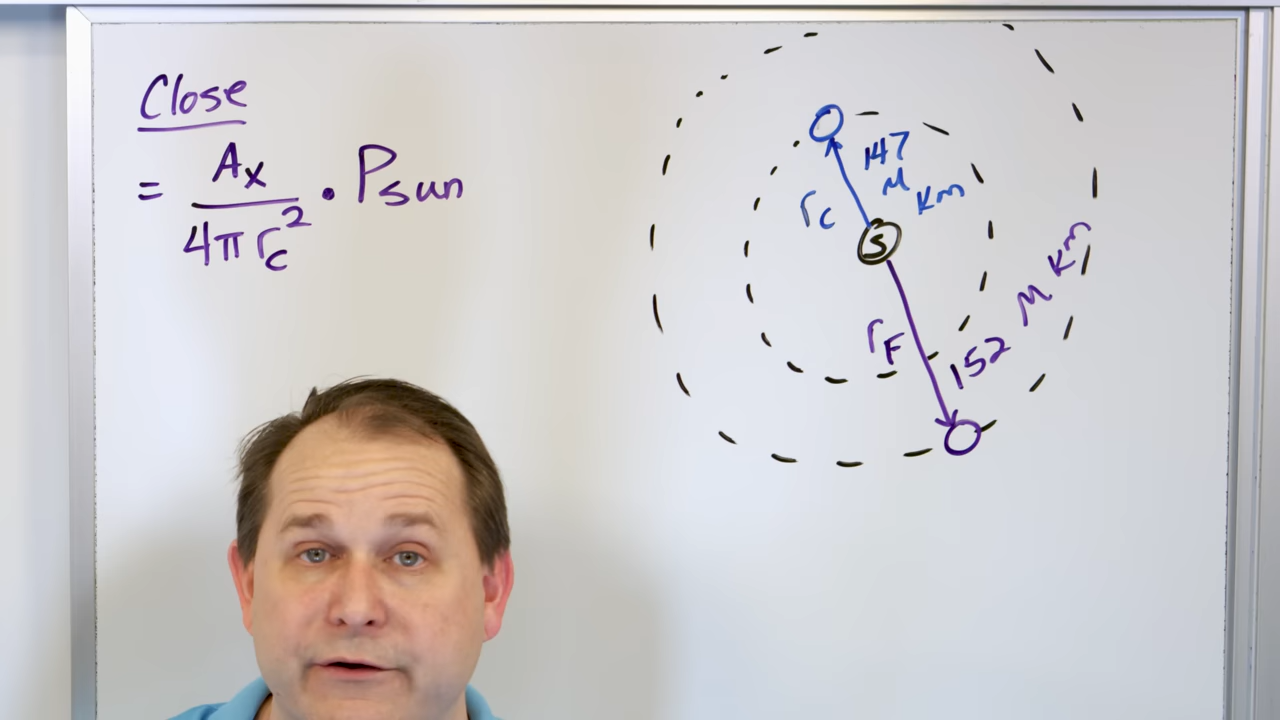 Close
= Ax / 4πrc² · Psun
147
M
Km
rc
S
rF
152 M Km